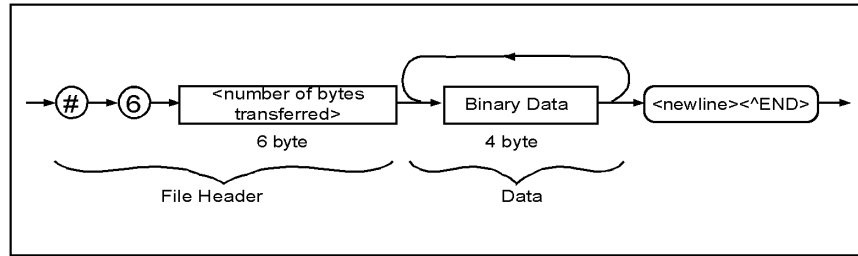 # 6 <number of bytes
transferred> Binary Data <newline><^END>
6 byte 4 byte
File Header Data